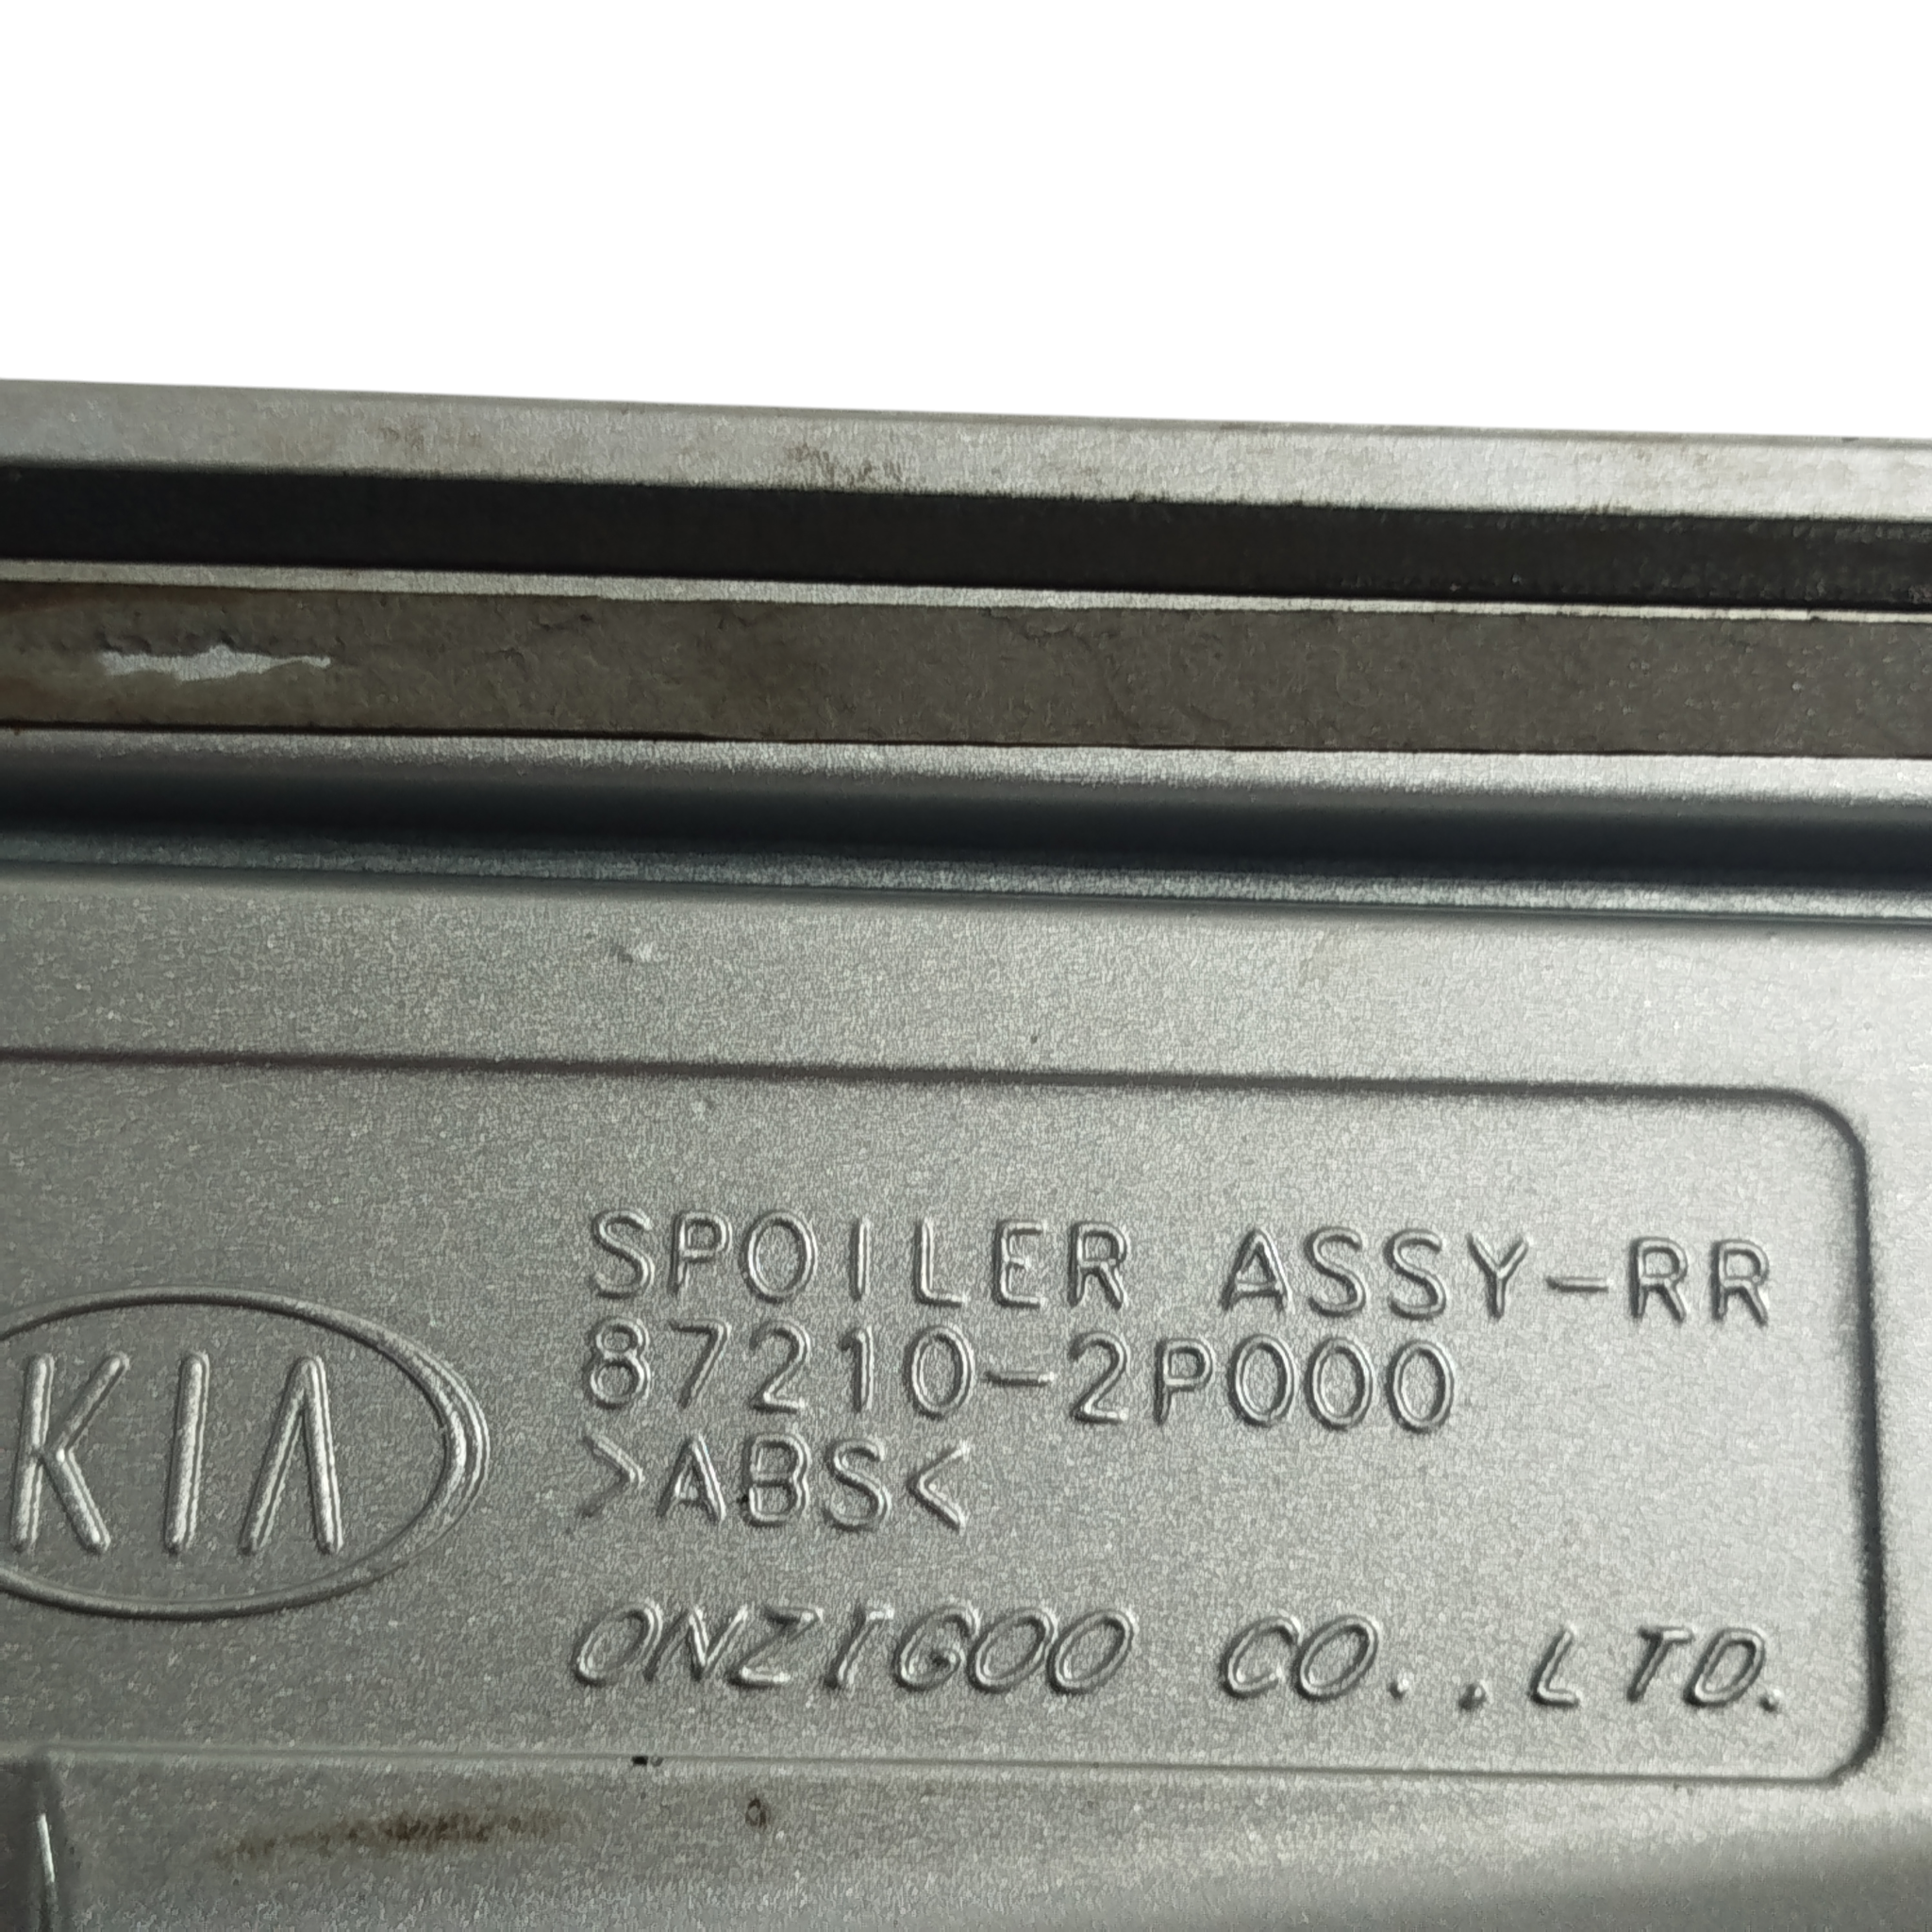 KIA
SPOILER ASSY-RR
87210-2P000
>ABS<
ONZIGOO CO.,LTD.